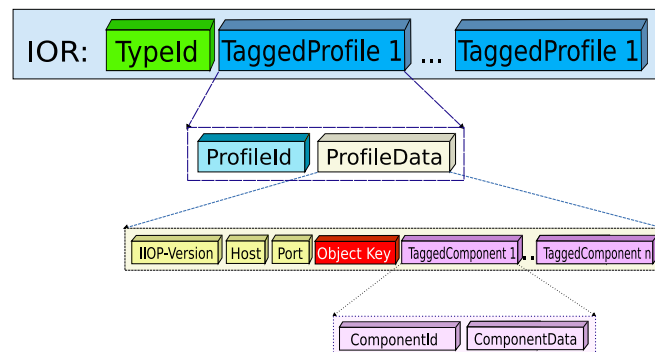 IOR: TypeId TaggedProfile 1 ... TaggedProfile 1
ProfileId ProfileData
IIOP-Version Host Port Object Key TaggedComponent 1 .. TaggedComponent n
ComponentId ComponentData